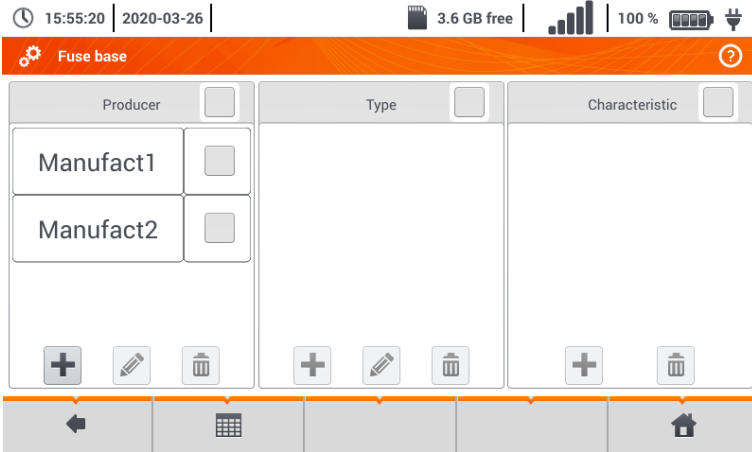 15:55:20 2020-03-26 3.6 GB free 100 %
Fuse base ?
Producer Type Characteristic
Manufact1
Manufact2